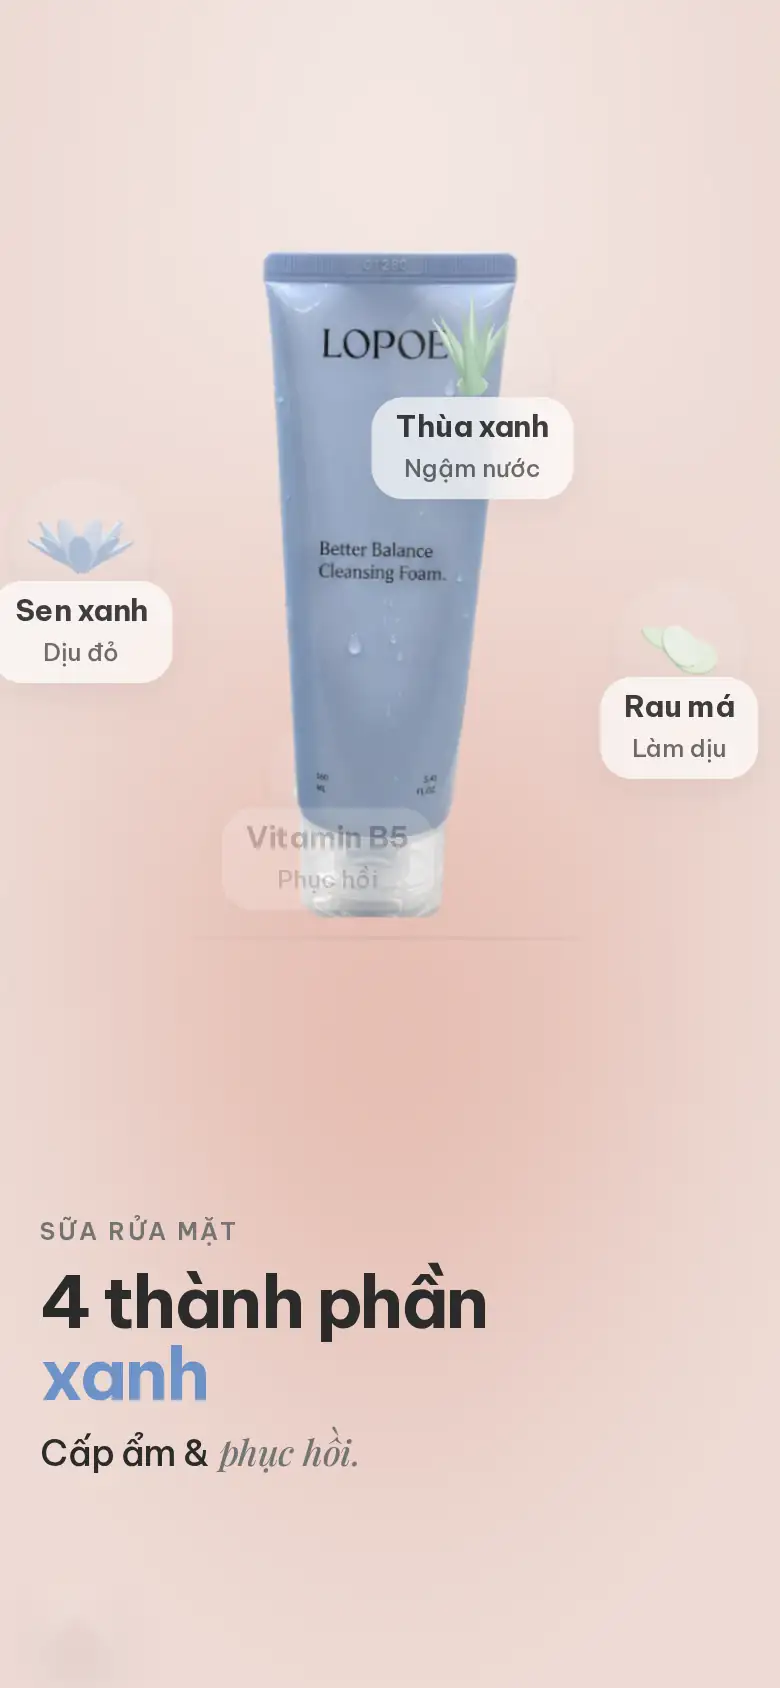 LOPOE
Thùa xanh
Ngậm nước
Better Balance
Cleansing Foam.
Sen xanh
Dịu đỏ
Rau má
Làm dịu
Vitamin B5
Phục hồi
SỮA RỬA MẶT
4 thành phần
xanh
Cấp ẩm & phục hồi.